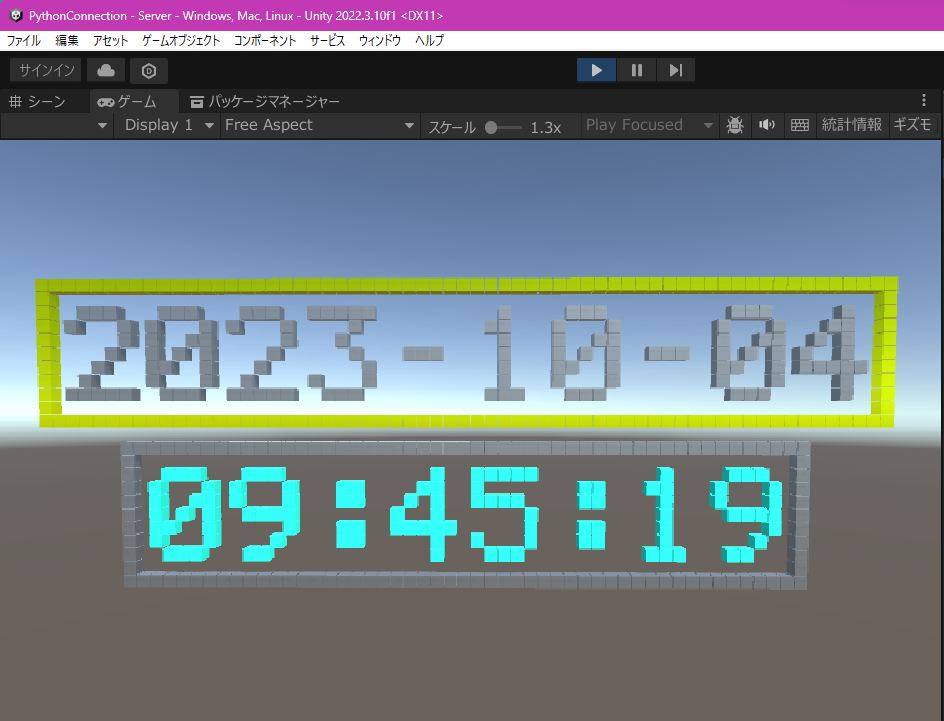 PythonConnection - Server - Windows, Mac, Linux - Unity 2022.3.10f1 <DX11>
ファイル 編集 アセット ゲームオブジェクト コンポーネント サービス ウィンドウ ヘルプ
サインイン
シーン ゲーム パッケージマネージャー
Display 1 Free Aspect スケール 1.3x Play Focused 統計情報 ギズモ
2023-10-04
09:45:19